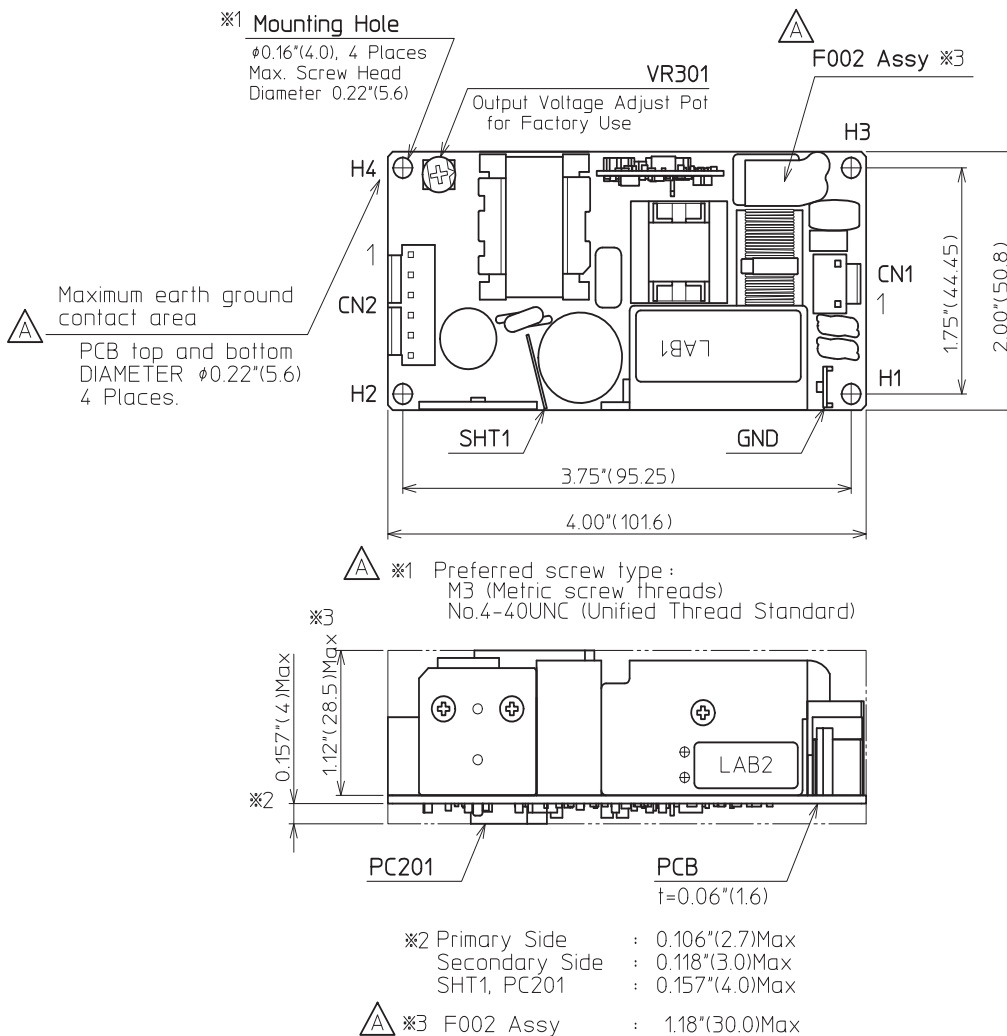 ※1 Mounting Hole
φ0.16"(4.0), 4 Places
Max. Screw Head
Diameter 0.22"(5.6)
VR301
Output Voltage Adjust Pot
for Factory Use
A
F002 Assy ※3
H3
H4
1
CN2
CN1
1
A
Maximum earth ground
contact area
PCB top and bottom
DIAMETER φ0.22"(5.6)
4 Places.
LAB1
H2
H1
SHT1
GND
1.75"(44.45)
2.00"(50.8)
3.75"(95.25)
4.00"(101.6)
A ※1 Preferred screw type :
M3 (Metric screw threads)
No.4-40UNC (Unified Thread Standard)
※3
1.12"(28.5)Max
0.157"(4)Max
※2
LAB2
PC201
PCB
t=0.06"(1.6)
※2 Primary Side : 0.106"(2.7)Max
Secondary Side : 0.118"(3.0)Max
SHT1, PC201 : 0.157"(4.0)Max
A ※3 F002 Assy : 1.18"(30.0)Max